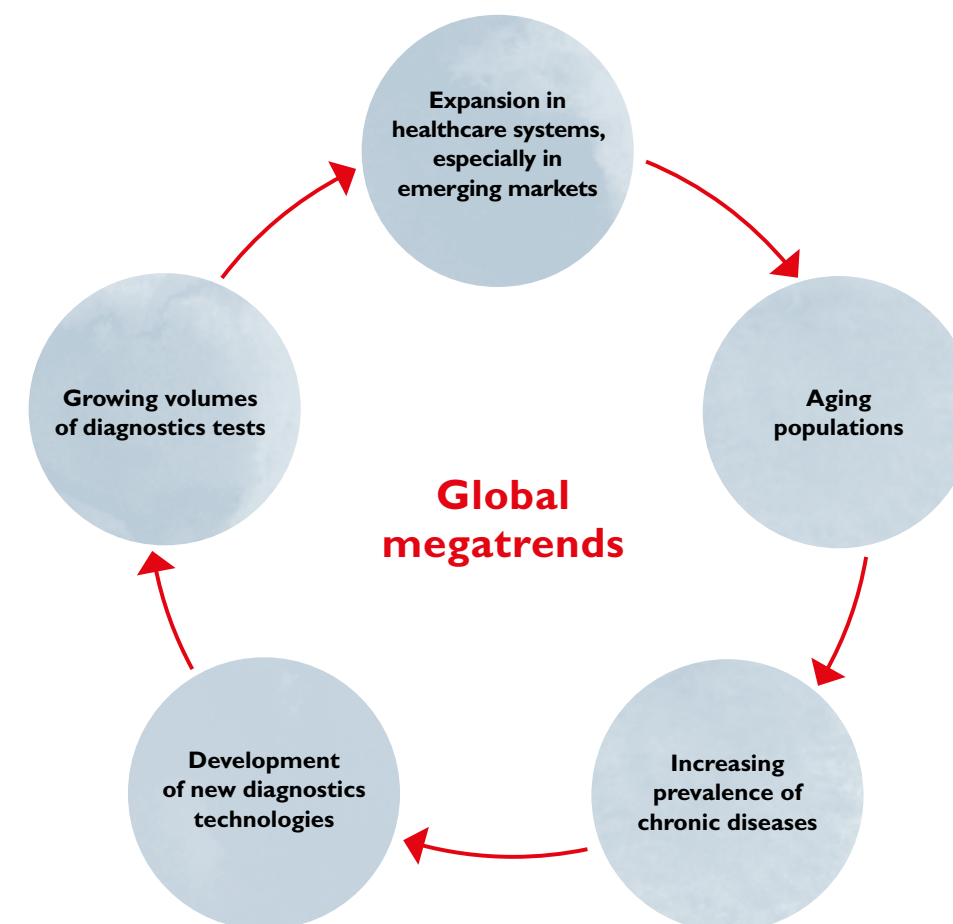 Expansion in
healthcare systems,
especially in
emerging markets
Aging
populations
Increasing
prevalence of
chronic diseases
Development
of new diagnostics
technologies
Growing volumes
of diagnostics tests
Global
megatrends